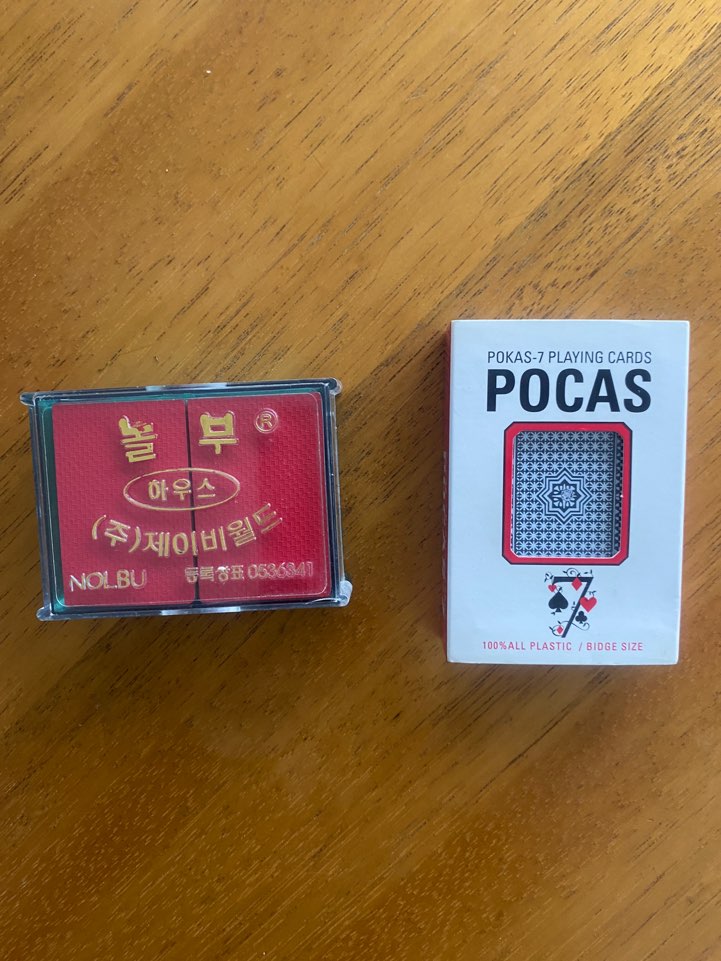 놀 부 ®
하우스
(주)제이비월드
NOLBU 등록상표 0536341
POKAS-7 PLAYING CARDS
POCAS
7
100%ALL PLASTIC / BIDGE SIZE